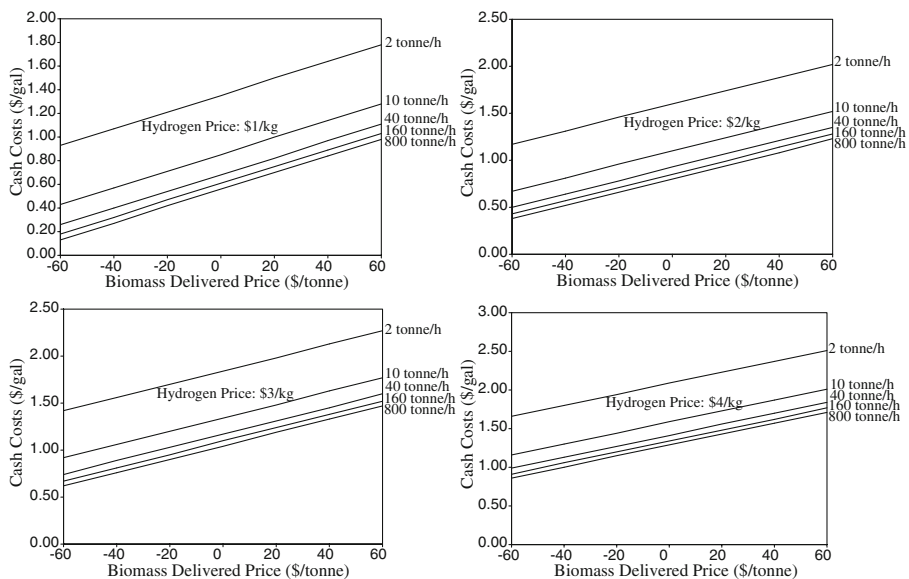 2.00
1.80
1.60
1.40
1.20
1.00
0.80
0.60
0.40
0.20
0.00
Cash Costs ($/gal)
2 tonne/h
10 tonne/h
40 tonne/h
160 tonne/h
800 tonne/h
Hydrogen Price: $1/kg
-60 -40 -20 0 20 40 60
Biomass Delivered Price ($/tonne)
2.50
2.00
1.50
1.00
0.50
0.00
Cash Costs ($/gal)
2 tonne/h
10 tonne/h
40 tonne/h
160 tonne/h
800 tonne/h
Hydrogen Price: $2/kg
-60 -40 -20 0 20 40 60
Biomass Delivered Price ($/tonne)
2.50
2.00
1.50
1.00
0.50
0.00
Cash Costs ($/gal)
2 tonne/h
10 tonne/h
40 tonne/h
160 tonne/h
800 tonne/h
Hydrogen Price: $3/kg
-60 -40 -20 0 20 40 60
Biomass Delivered Price ($/tonne)
3.00
2.50
2.00
1.50
1.00
0.50
0.00
Cash Costs ($/gal)
2 tonne/h
10 tonne/h
40 tonne/h
160 tonne/h
800 tonne/h
Hydrogen Price: $4/kg
-60 -40 -20 0 20 40 60
Biomass Delivered Price ($/tonne)